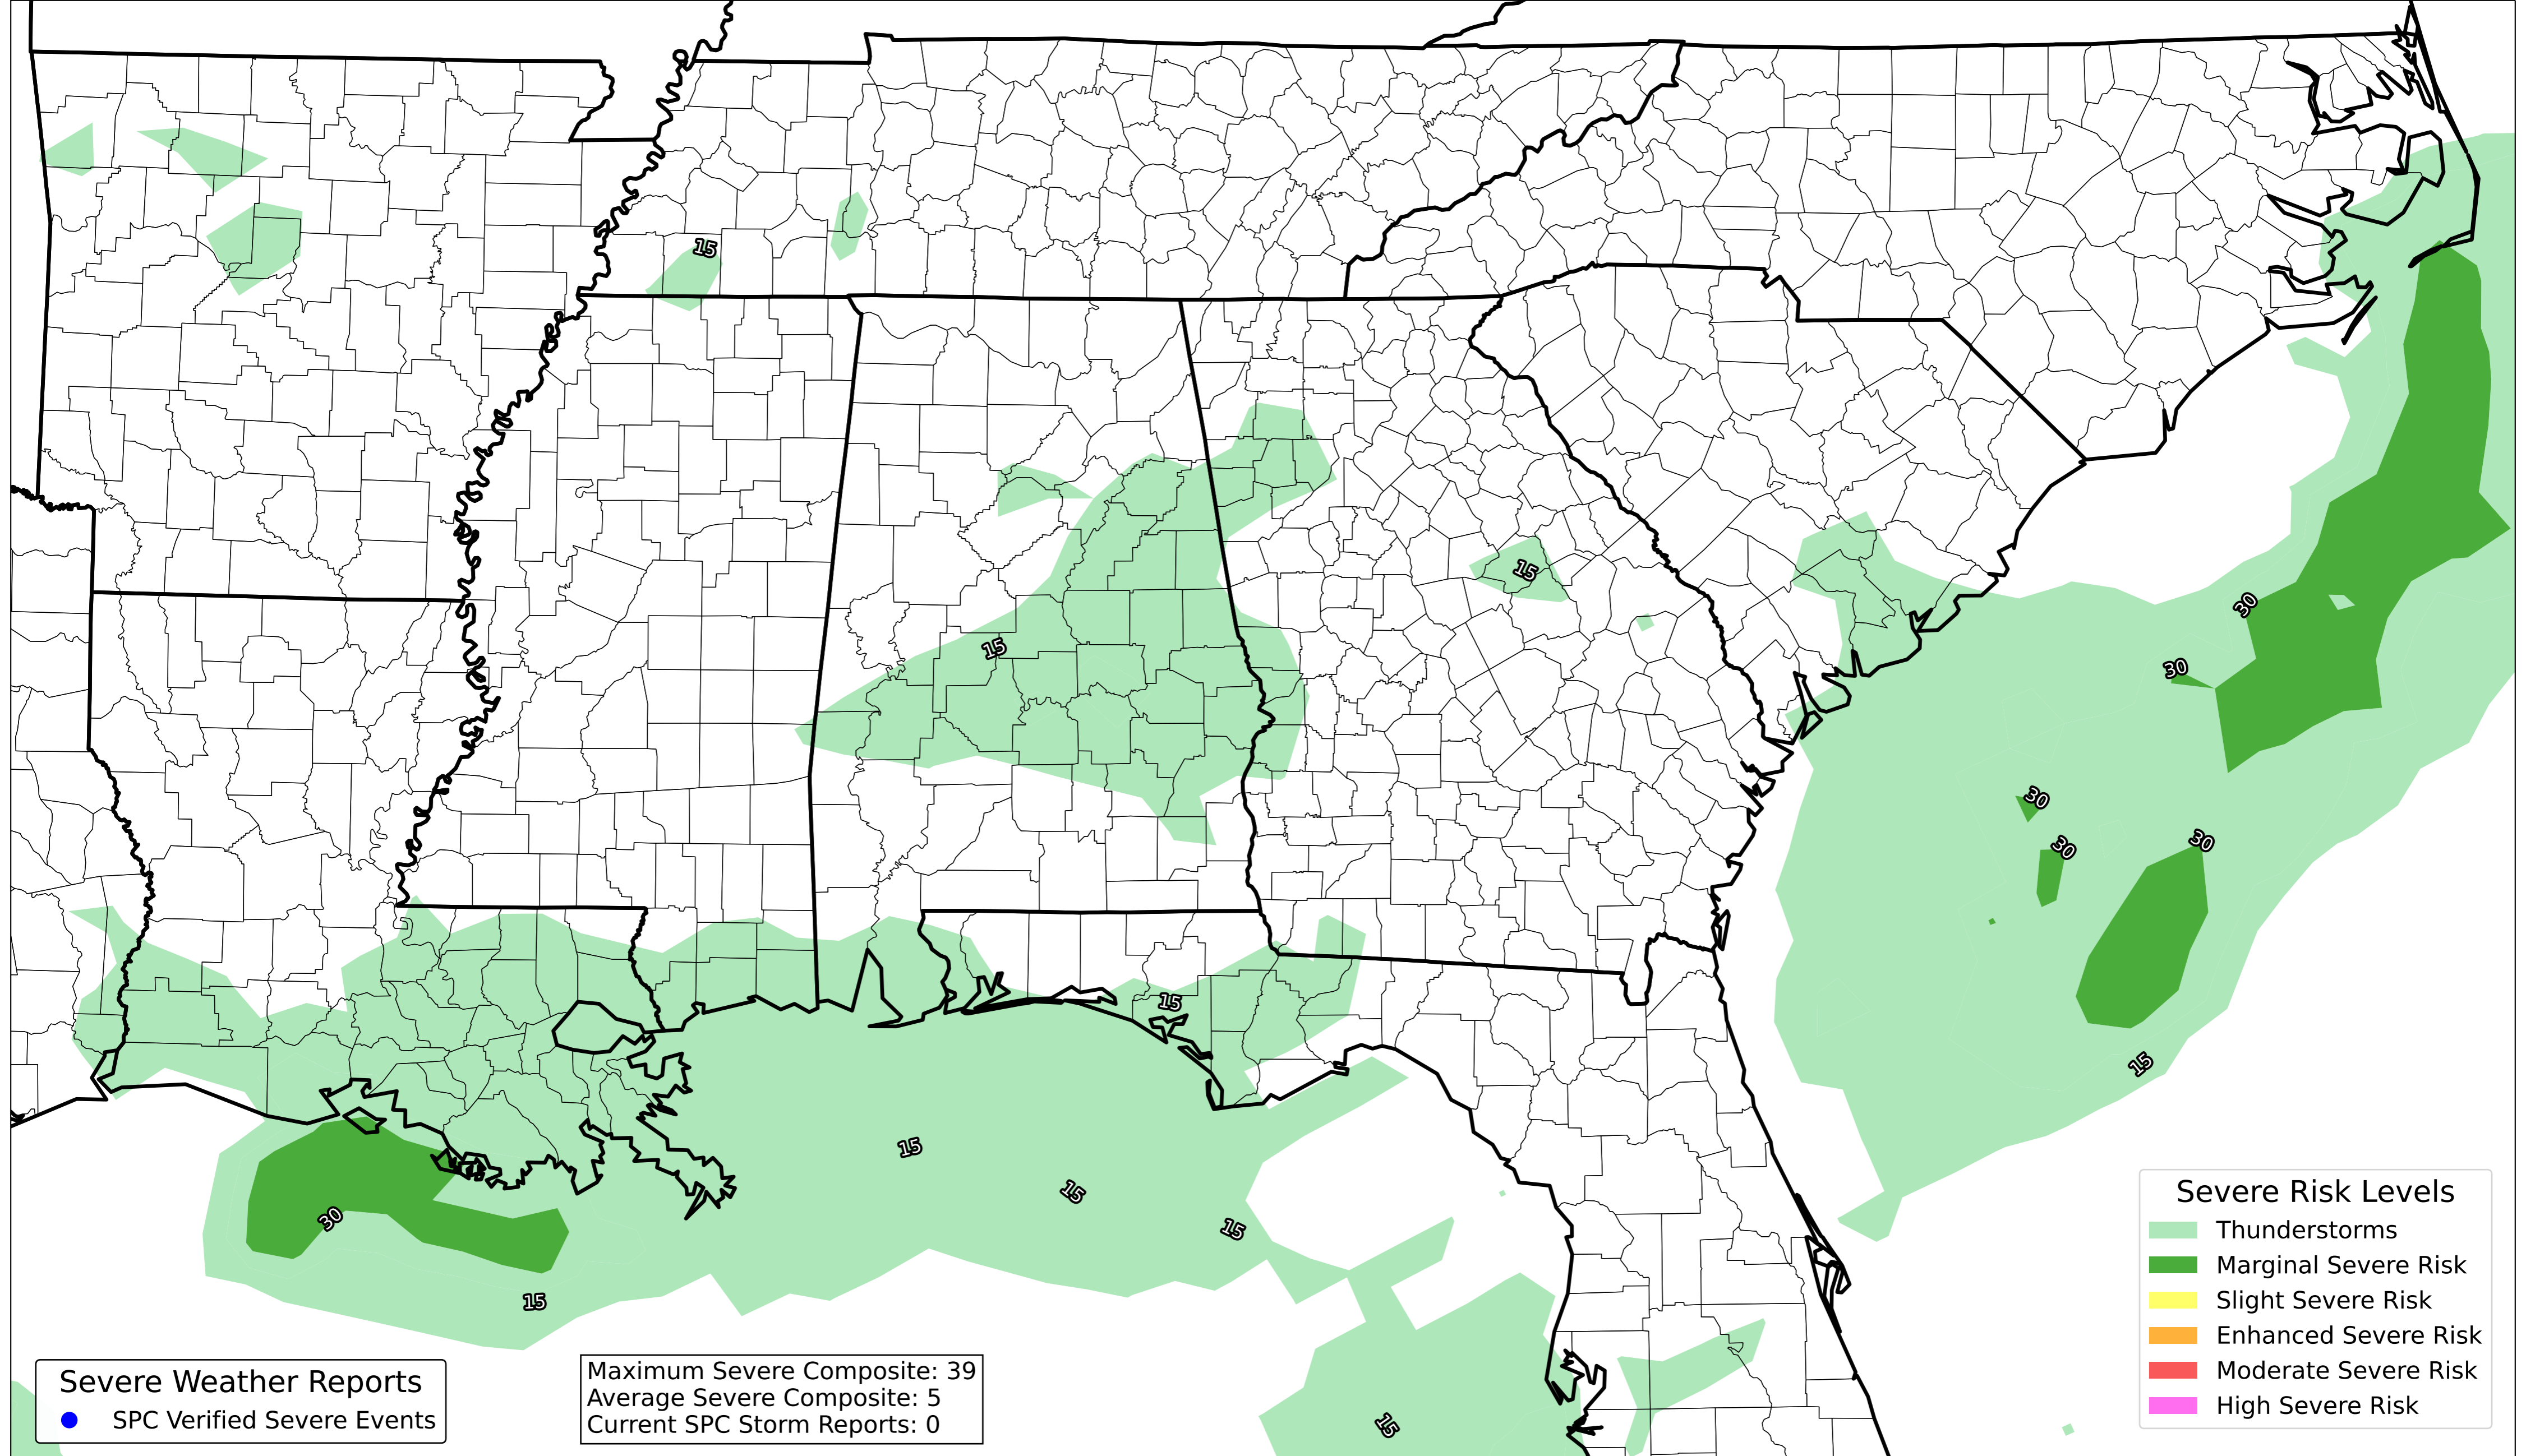 15
15
15
30
30
15
30
30
30
15
15
15
15
15
30
15
15
Severe Risk Levels
Thunderstorms
Marginal Severe Risk
Slight Severe Risk
Enhanced Severe Risk
Moderate Severe Risk
High Severe Risk
Severe Weather Reports
SPC Verified Severe Events
Maximum Severe Composite: 39
Average Severe Composite: 5
Current SPC Storm Reports: 0